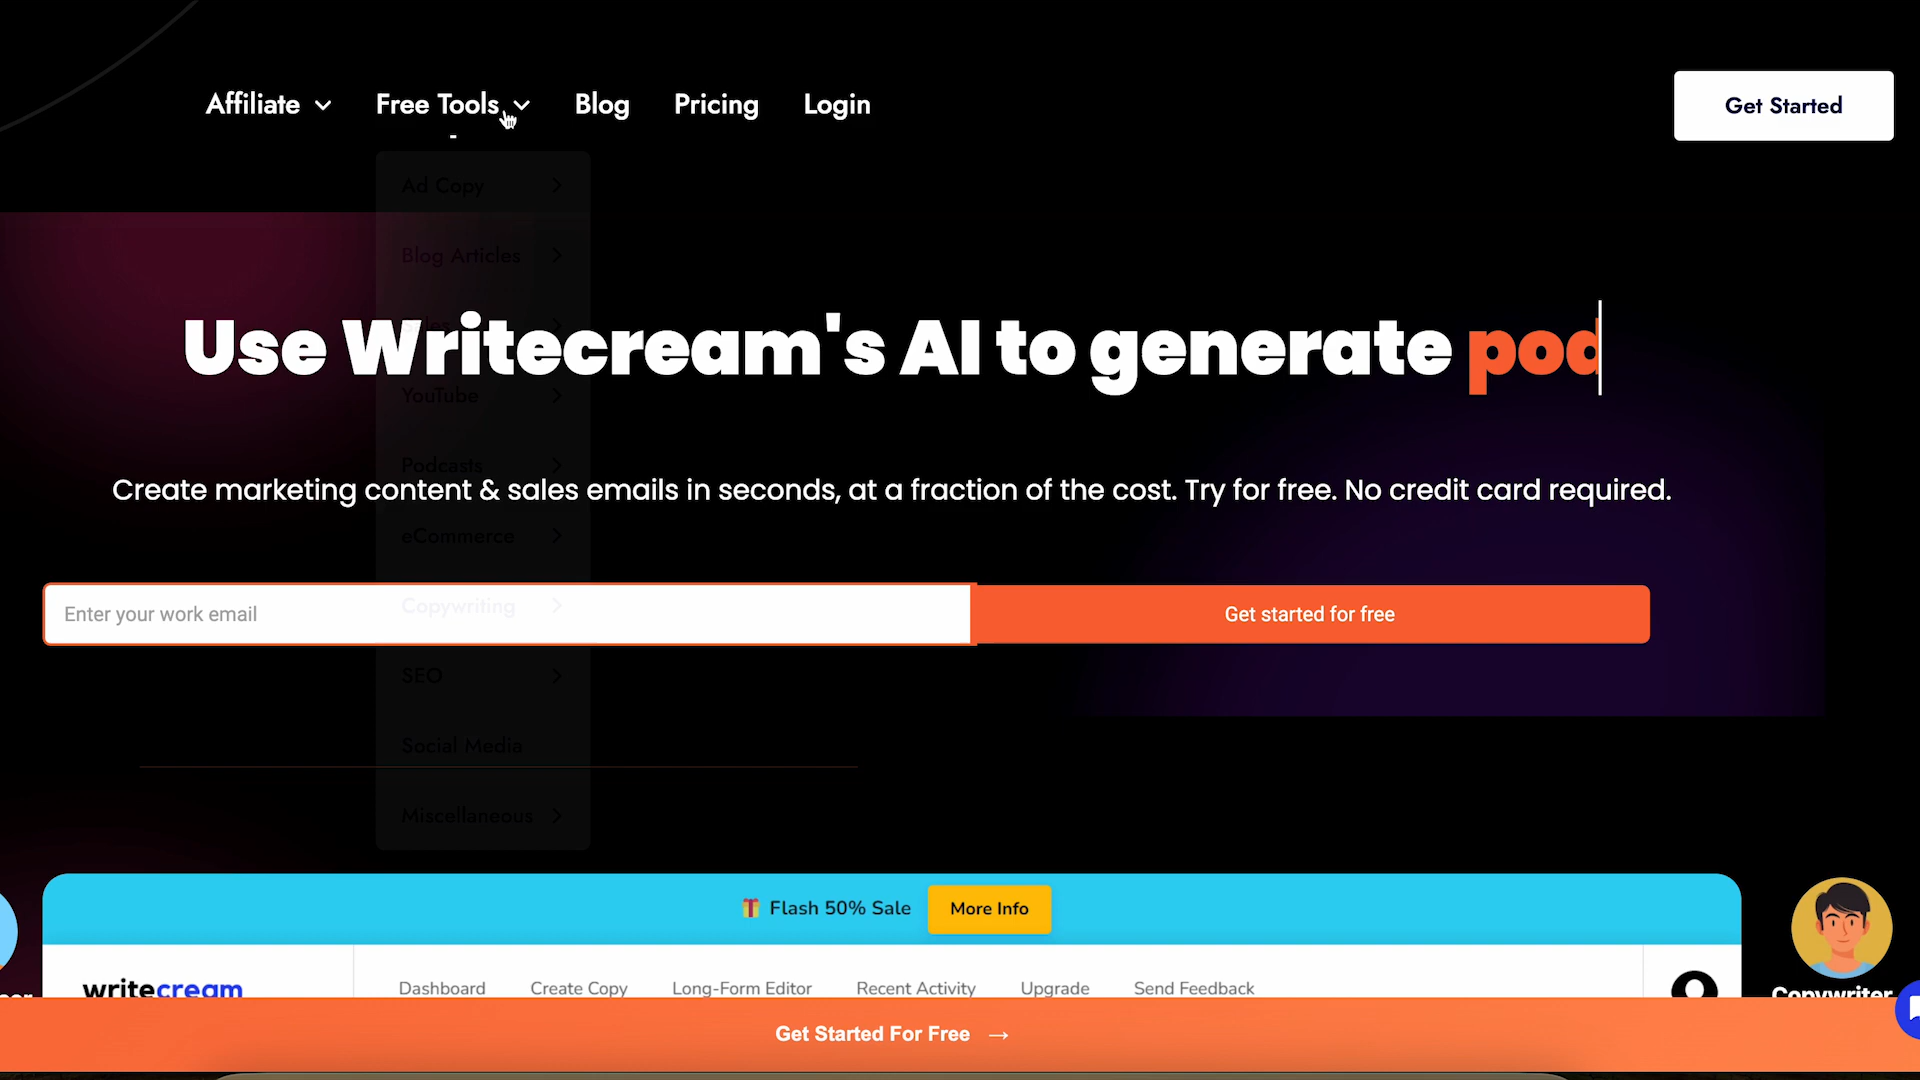 Affiliate Free Tools Blog Pricing Login Get Started
Ad Copy
Blog Articles
Use Writecream's AI to generate pod
YouTube
Podcasts
Create marketing content & sales emails in seconds, at a fraction of the cost. Try for free. No credit card required.
eCommerce
Copywriting
Enter your work email Get started for free
SEO
Social Media
Miscellaneous
Flash 50% Sale More Info
writecream Dashboard Create Copy Long-Form Editor Recent Activity Upgrade Send Feedback
Copywriter
Get Started For Free →